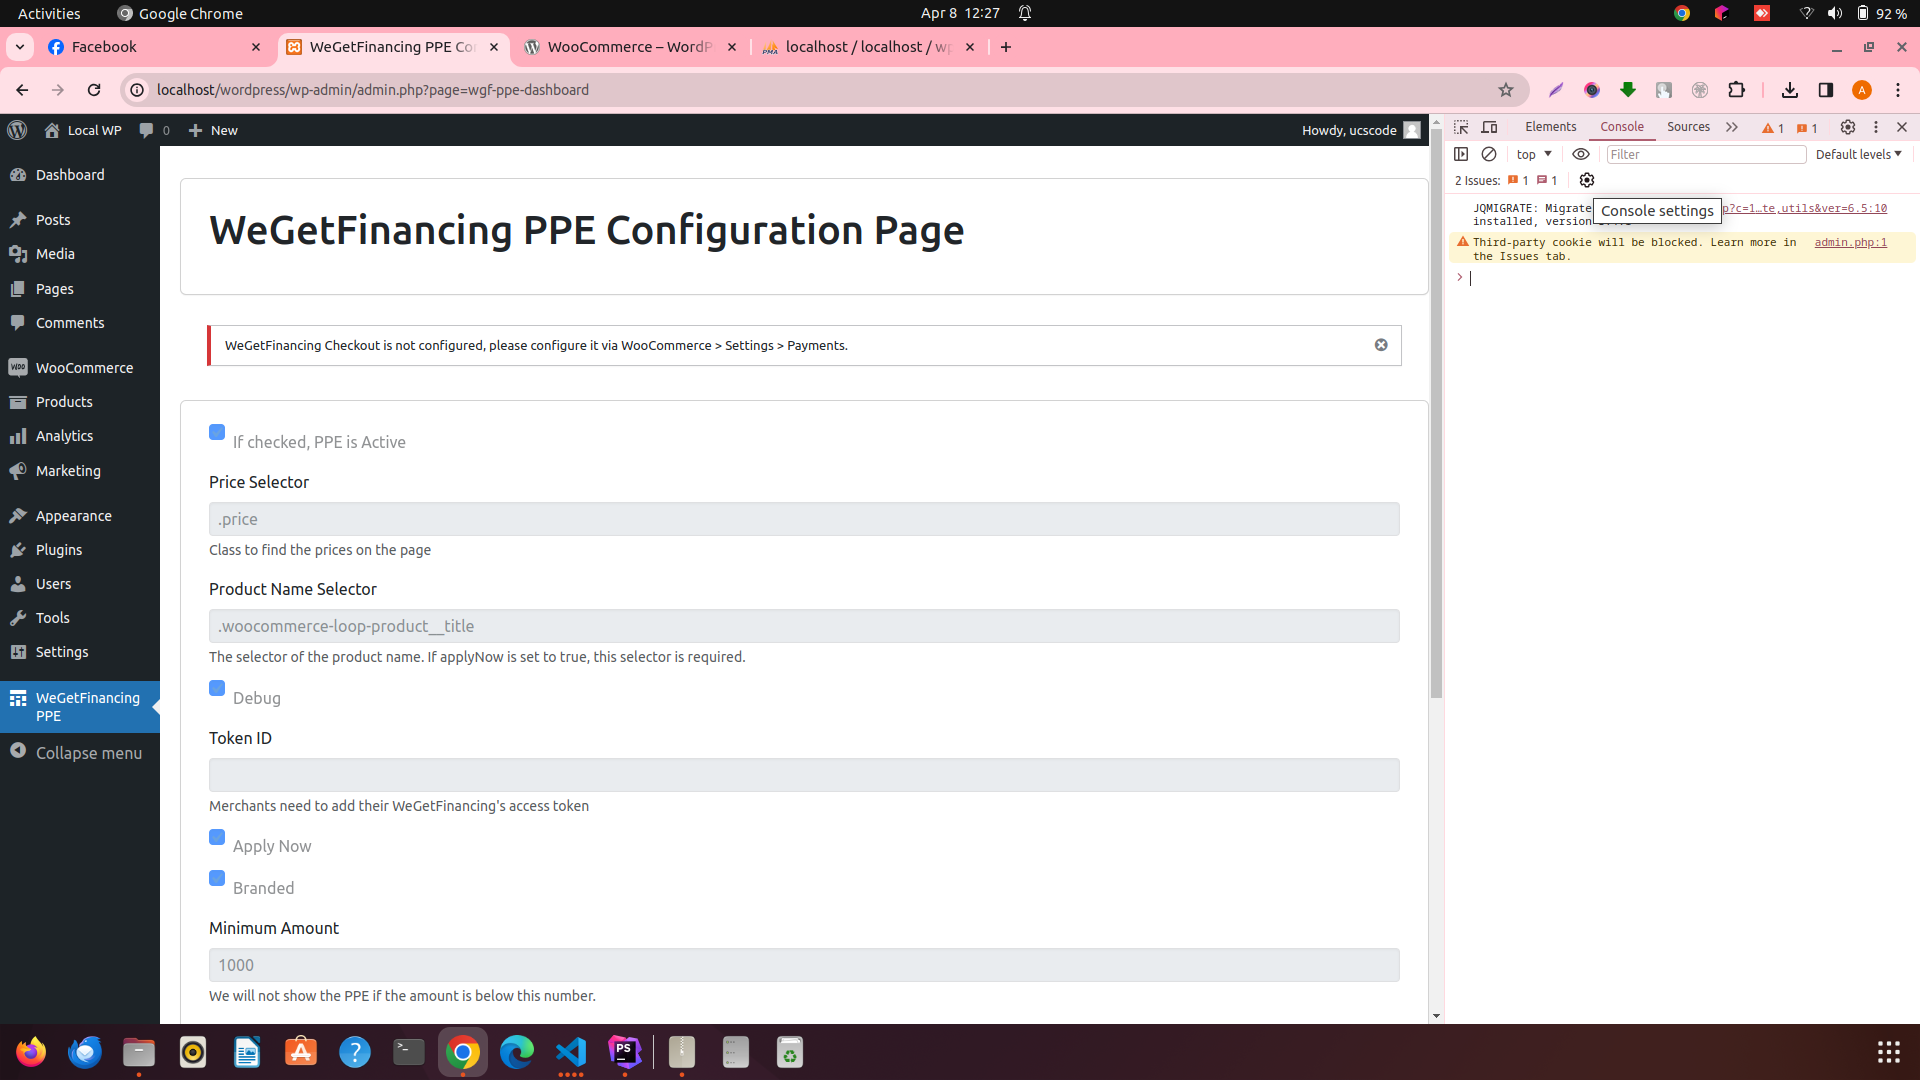 Activities
Google Chrome
Apr 8 12:27
92 %
Facebook
WeGetFinancing PPE Co
WooCommerce – WordP
localhost / localhost / wp
localhost/wordpress/wp-admin/admin.php?page=wgf-ppe-dashboard
A
Local WP
0
New
Howdy, ucscode
Elements
Console
Sources
1
1
top
Filter
Default levels
2 Issues:
1
1
JQMIGRATE: Migrate
p?c=1…te,utils&ver=6.5:10
installed, version
Console settings
Third-party cookie will be blocked. Learn more in
admin.php:1
the Issues tab.
Dashboard
Posts
Media
Pages
Comments
WooCommerce
Products
Analytics
Marketing
Appearance
Plugins
Users
Tools
Settings
WeGetFinancing
PPE
Collapse menu
WeGetFinancing PPE Configuration Page
WeGetFinancing Checkout is not configured, please configure it via WooCommerce > Settings > Payments.
If checked, PPE is Active
Price Selector
.price
Class to find the prices on the page
Product Name Selector
.woocommerce-loop-product__title
The selector of the product name. If applyNow is set to true, this selector is required.
Debug
Token ID
Merchants need to add their WeGetFinancing's access token
Apply Now
Branded
Minimum Amount
1000
We will not show the PPE if the amount is below this number.
PS